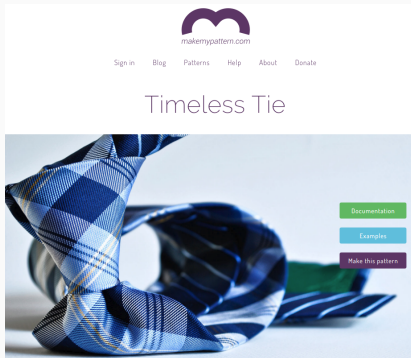 makemypattern.com
Sign in Blog Patterns Help About Donate
Timeless Tie
Documentation
Examples
Make this pattern